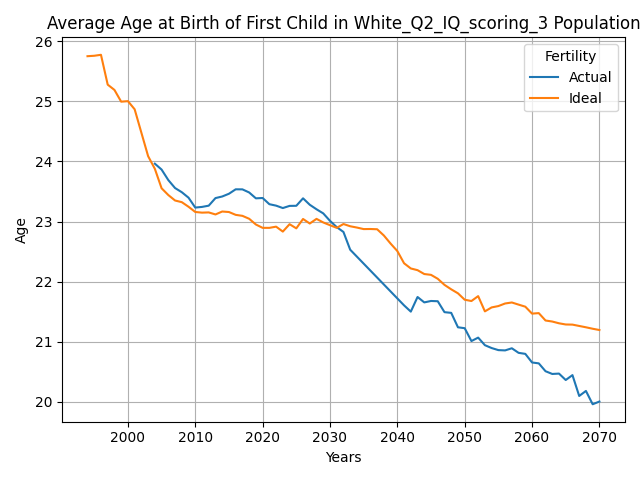 Average Age at Birth of First Child in White_Q2_IQ_scoring_3 Population
Fertility
Actual
Ideal
Age
26
25
24
23
22
21
20
2000 2010 2020 2030 2040 2050 2060 2070
Years